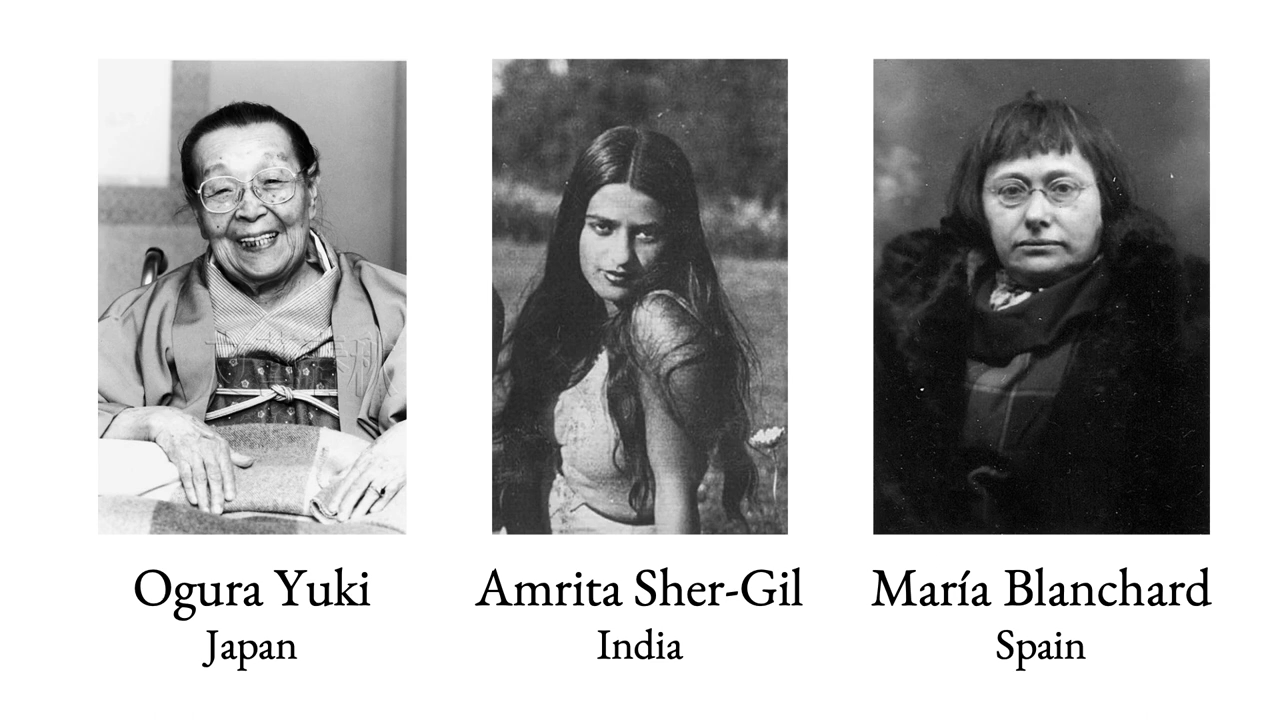 Ogura Yuki
Japan
Amrita Sher-Gil
India
María Blanchard
Spain